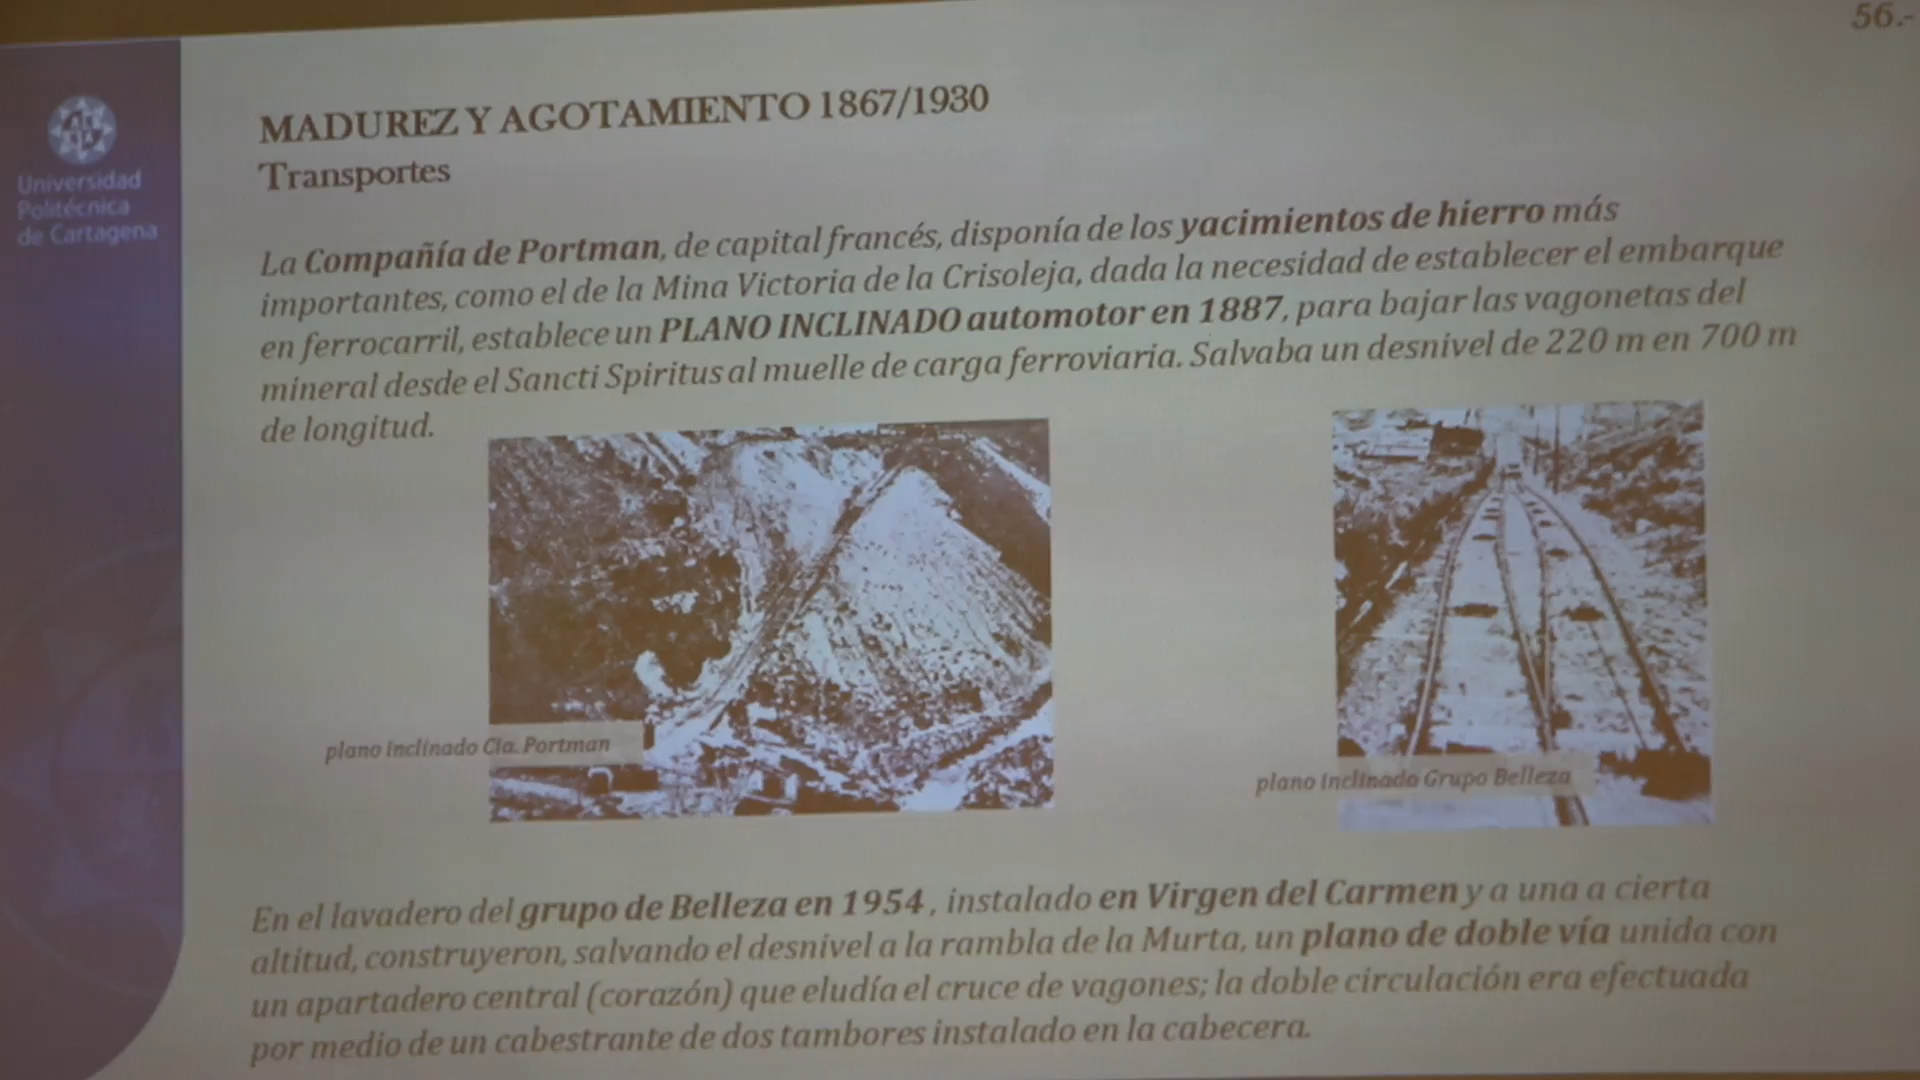 56.-
Universidad
Politécnica
de Cartagena
MADUREZ Y AGOTAMIENTO 1867/1930
Transportes
La Compañía de Portman, de capital francés, disponía de los yacimientos de hierro más
importantes, como el de la Mina Victoria de la Crisoleja, dada la necesidad de establecer el embarque
en ferrocarril, establece un PLANO INCLINADO automotor en 1887, para bajar las vagonetas del
mineral desde el Sancti Spiritus al muelle de carga ferroviaria. Salvaba un desnivel de 220 m en 700 m
de longitud.
plano inclinado Cia. Portman
plano inclinado Grupo Belleza
En el lavadero del grupo de Belleza en 1954 , instalado en Virgen del Carmen y a una a cierta
altitud, construyeron, salvando el desnivel a la rambla de la Murta, un plano de doble vía unida con
un apartadero central (corazón) que eludía el cruce de vagones; la doble circulación era efectuada
por medio de un cabestrante de dos tambores instalado en la cabecera.